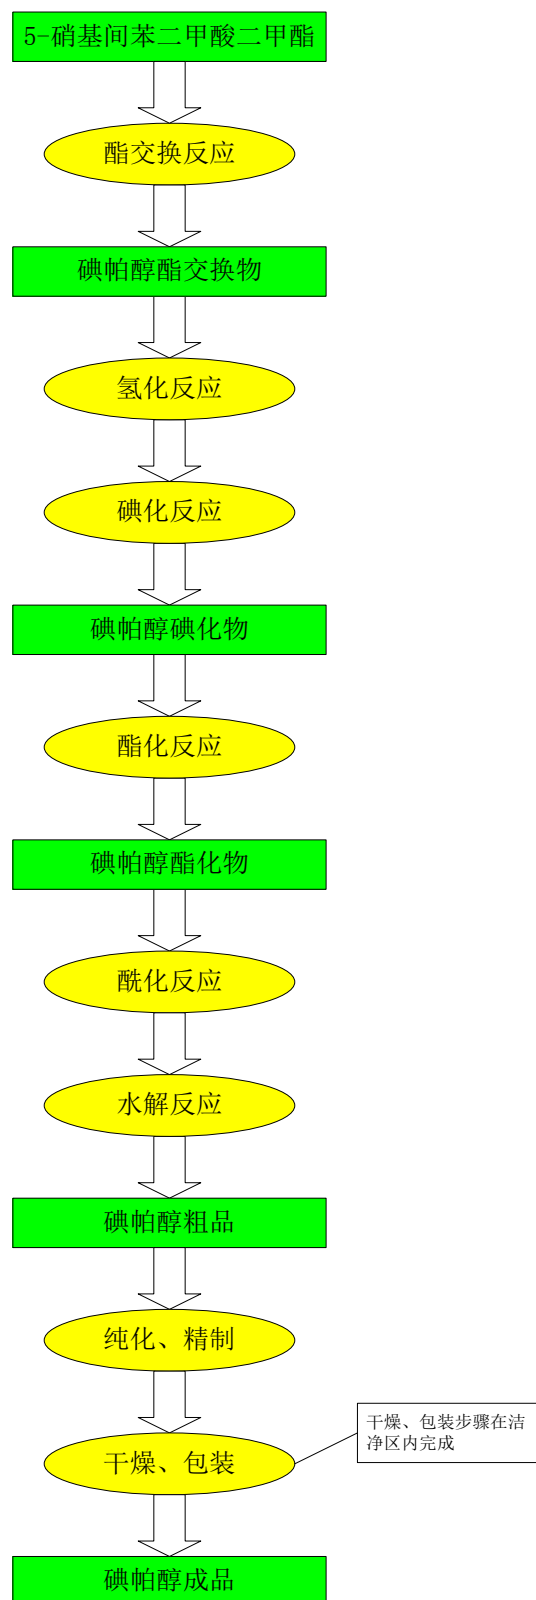 5-硝基间苯二甲酸二甲酯
酯交换反应
碘帕醇酯交换物
氢化反应
碘化反应
碘帕醇碘化物
酯化反应
碘帕醇酯化物
酰化反应
水解反应
碘帕醇粗品
纯化、精制
干燥、包装步骤在洁
净区内完成
干燥、包装
碘帕醇成品